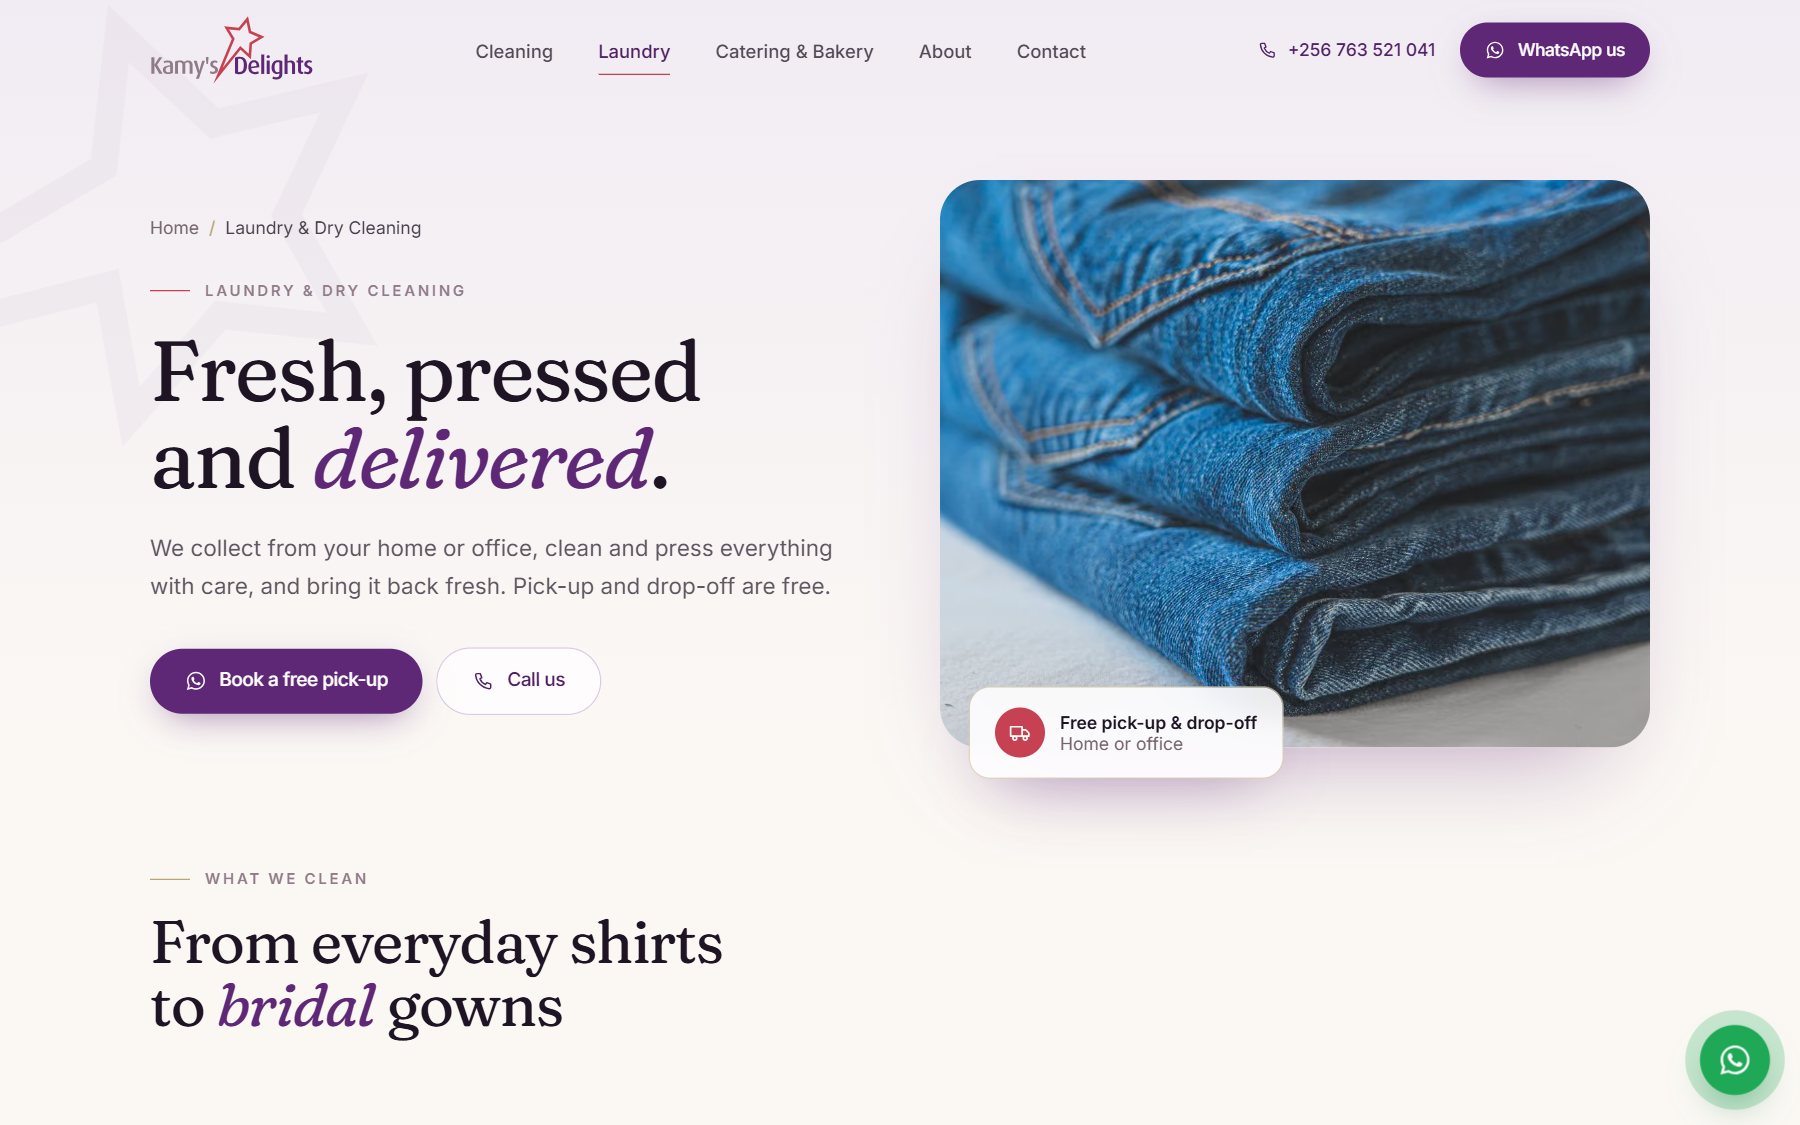 Kamy's Delights
Cleaning
Laundry
Catering & Bakery
About
Contact
+256 763 521 041
WhatsApp us
Home / Laundry & Dry Cleaning
LAUNDRY & DRY CLEANING
Fresh, pressed
and delivered.
We collect from your home or office, clean and press everything
with care, and bring it back fresh. Pick-up and drop-off are free.
Book a free pick-up
Call us
Free pick-up & drop-off
Home or office
WHAT WE CLEAN
From everyday shirts
to bridal gowns